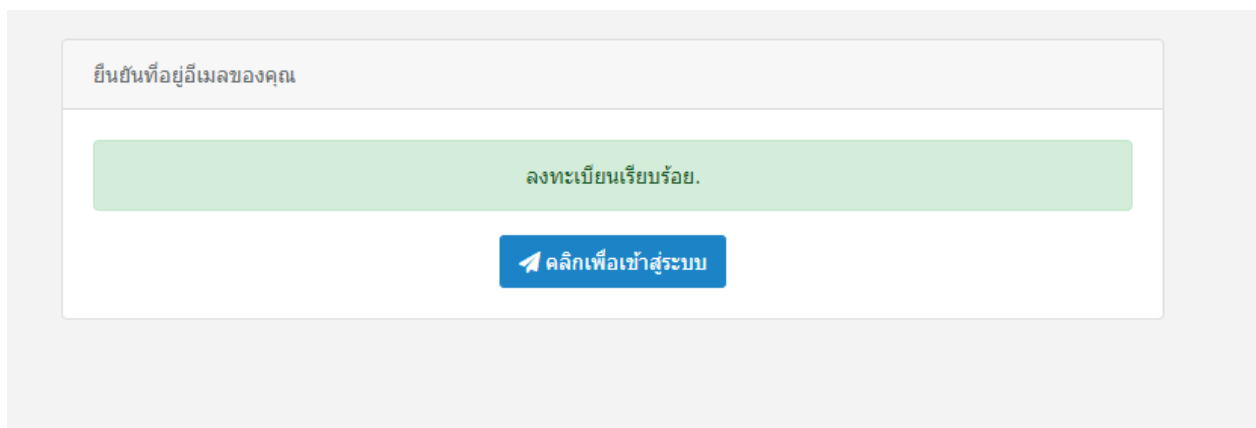 ยืนยันที่อยู่อีเมลของคุณ
ลงทะเบียนเรียบร้อย.
คลิกเพื่อเข้าสู่ระบบ